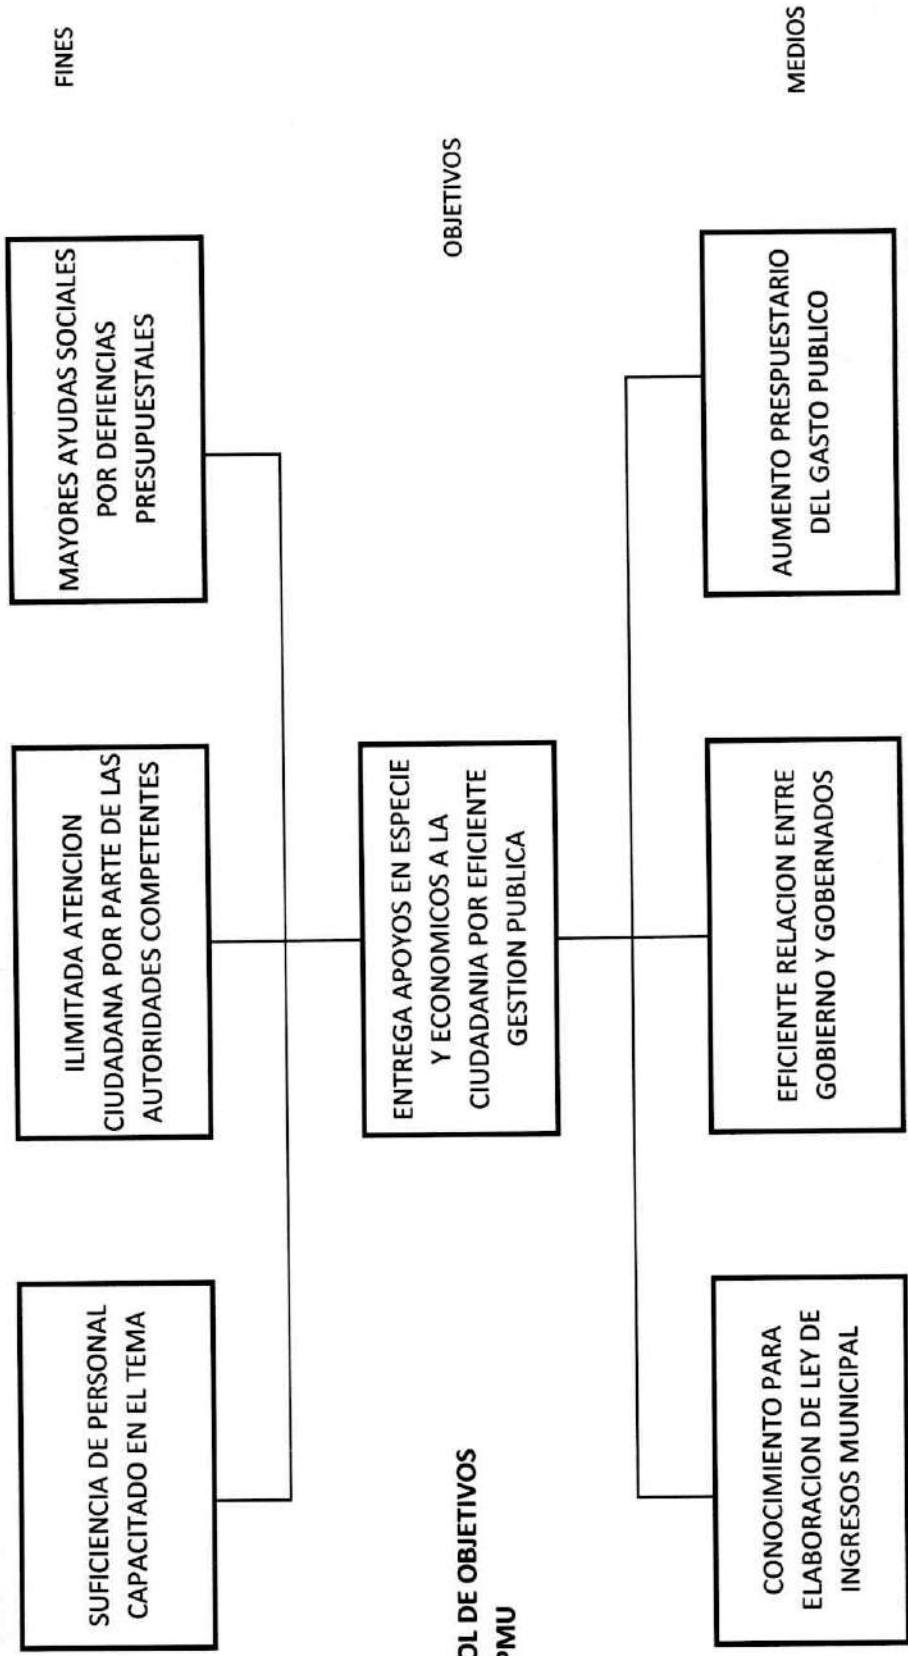 SUFICIENCIA DE PERSONAL
CAPACITADO EN EL TEMA
ILIMITADA ATENCION
CIUDADANA POR PARTE DE LAS
AUTORIDADES COMPETENTES
MAYORES AYUDAS SOCIALES
POR DEFIENCIAS
PRESUPUESTALES
FINES
OL DE OBJETIVOS
PMU
ENTREGA APOYOS EN ESPECIE
Y ECONOMICOS A LA
CIUDADANIA POR EFICIENTE
GESTION PUBLICA
OBJETIVOS
CONOCIMIENTO PARA
ELABORACION DE LEY DE
INGRESOS MUNICIPAL
EFICIENTE RELACION ENTRE
GOBIERNO Y GOBERNADOS
AUMENTO PRESPUESTARIO
DEL GASTO PUBLICO
MEDIOS